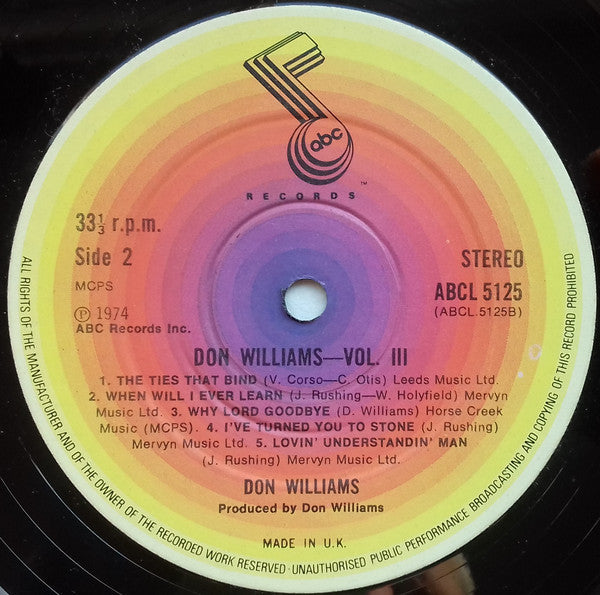 abc
RECORDS ™
33⅓ r.p.m.
Side 2
MCPS
Ⓟ 1974
ABC Records Inc.
STEREO
ABCL 5125
(ABCL.5125B)
DON WILLIAMS—VOL. III
1. THE TIES THAT BIND (V. Corso—C. Otis) Leeds Music Ltd.
2. WHEN WILL I EVER LEARN (J. Rushing—W. Holyfield) Mervyn
Music Ltd. 3. WHY LORD GOODBYE (D. Williams) Horse Creek
Music (MCPS). 4. I'VE TURNED YOU TO STONE (J. Rushing)
Mervyn Music Ltd. 5. LOVIN' UNDERSTANDIN' MAN
(J. Rushing) Mervyn Music Ltd.
DON WILLIAMS
Produced by Don Williams
MADE IN U.K.
ALL RIGHTS OF THE MANUFACTURER AND OF THE OWNER OF THE RECORDED WORK RESERVED · UNAUTHORISED PUBLIC PERFORMANCE BROADCASTING AND COPYING OF THIS RECORD PROHIBITED